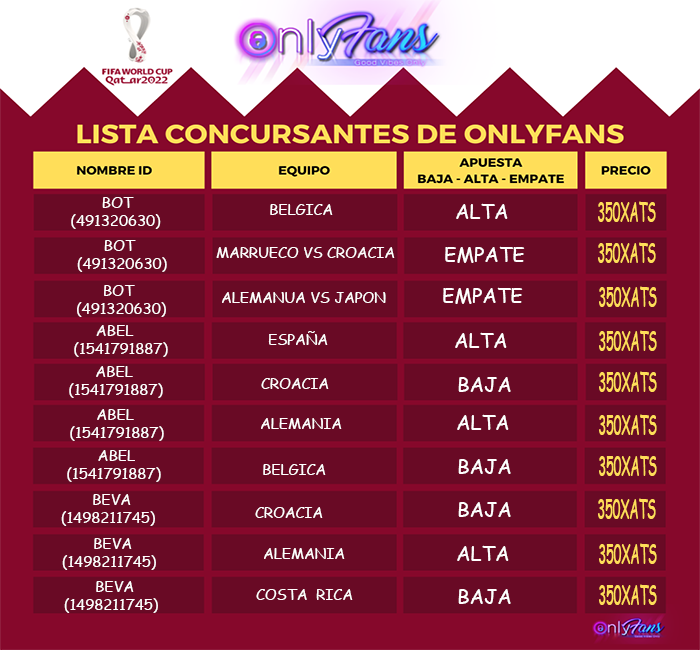 FIFA WORLD CUP
Qatar2022
OnlyFans
Good Vibes Only
LISTA CONCURSANTES DE ONLYFANS
NOMBRE ID
EQUIPO
APUESTA
BAJA - ALTA - EMPATE
PRECIO
BOT
(491320630)
BELGICA
ALTA
350XATS
BOT
(491320630)
MARRUECO VS CROACIA
EMPATE
350XATS
BOT
(491320630)
ALEMANUA VS JAPON
EMPATE
350XATS
ABEL
(1541791887)
ESPAÑA
ALTA
350XATS
ABEL
(1541791887)
CROACIA
BAJA
350XATS
ABEL
(1541791887)
ALEMANIA
ALTA
350XATS
ABEL
(1541791887)
BELGICA
BAJA
350XATS
BEVA
(1498211745)
CROACIA
BAJA
350XATS
BEVA
(1498211745)
ALEMANIA
ALTA
350XATS
BEVA
(1498211745)
COSTA RICA
BAJA
350XATS
OnlyFans